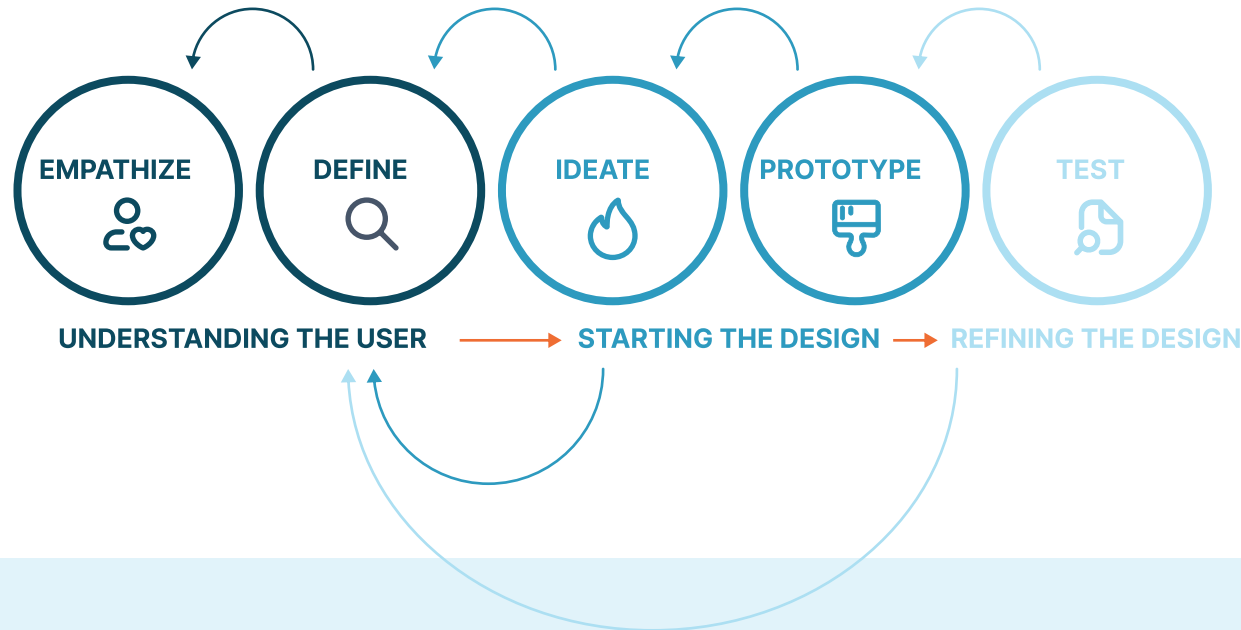 EMPATHIZE
DEFINE
IDEATE
PROTOTYPE
TEST
UNDERSTANDING THE USER
STARTING THE DESIGN
REFINING THE DESIGN